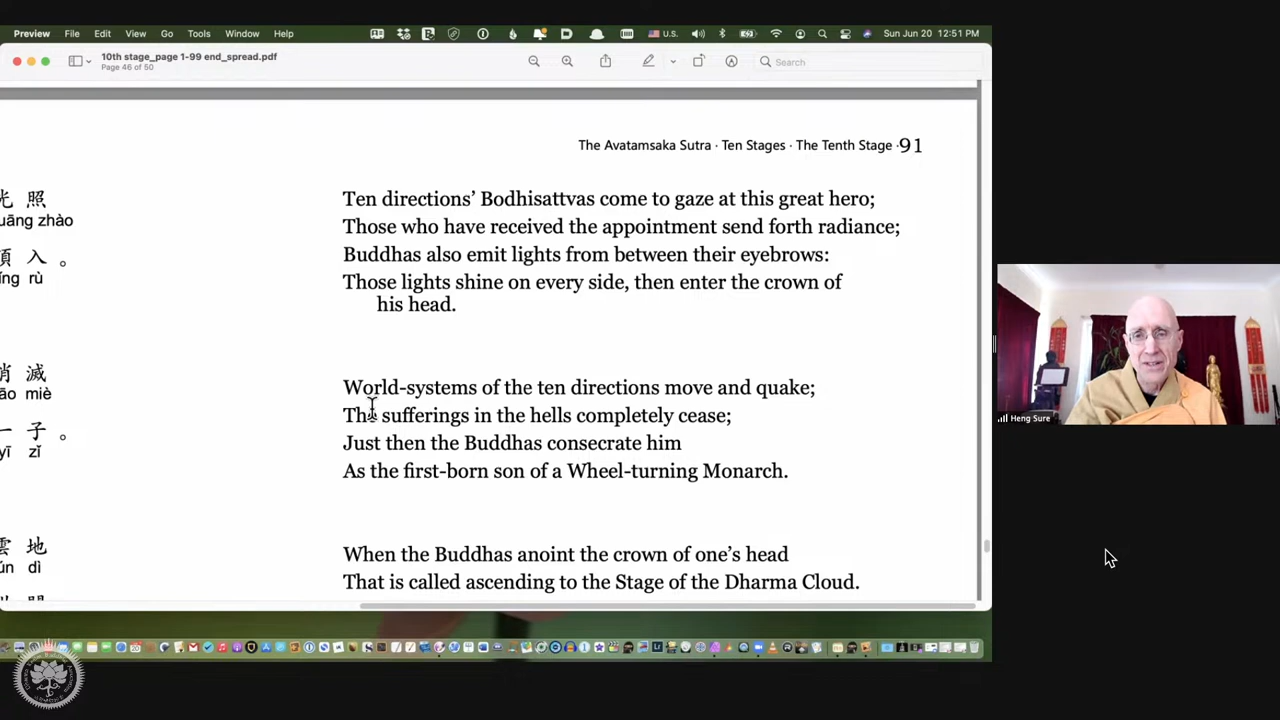 Preview File Edit View Go Tools Window Help U.S. Sun Jun 20 12:51 PM
10th stage_page 1-99 end_spread.pdf
Page 46 of 50
Search
The Avatamsaka Sutra · Ten Stages · The Tenth Stage ·91
光 照
uāng zhào
頂 入 。
ǐng rù
Ten directions’ Bodhisattvas come to gaze at this great hero;
Those who have received the appointment send forth radiance;
Buddhas also emit lights from between their eyebrows:
Those lights shine on every side, then enter the crown of
his head.
消 滅
āo miè
一 子 。
yī zǐ
World-systems of the ten directions move and quake;
The sufferings in the hells completely cease;
Just then the Buddhas consecrate him
As the first-born son of a Wheel-turning Monarch.
雲 地
ún dì
When the Buddhas anoint the crown of one’s head
That is called ascending to the Stage of the Dharma Cloud.
Heng Sure